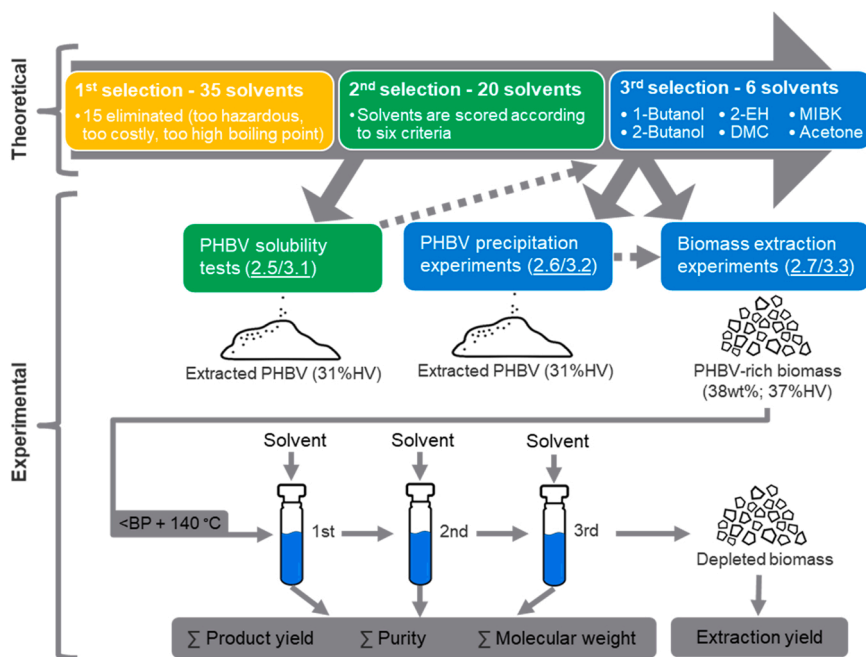 Theoretical
1st selection - 35 solvents
• 15 eliminated (too hazardous,
too costly, too high boiling point)
2nd selection - 20 solvents
• Solvents are scored according
to six criteria
3rd selection - 6 solvents
• 1-Butanol • 2-EH • MIBK
• 2-Butanol • DMC • Acetone
Experimental
PHBV solubility
tests (2.5/3.1)
PHBV precipitation
experiments (2.6/3.2)
Biomass extraction
experiments (2.7/3.3)
Extracted PHBV (31%HV)
Extracted PHBV (31%HV)
PHBV-rich biomass
(38wt%; 37%HV)
Solvent
Solvent
Solvent
<BP + 140 °C
1st
2nd
3rd
Depleted biomass
∑ Product yield
∑ Purity
∑ Molecular weight
Extraction yield